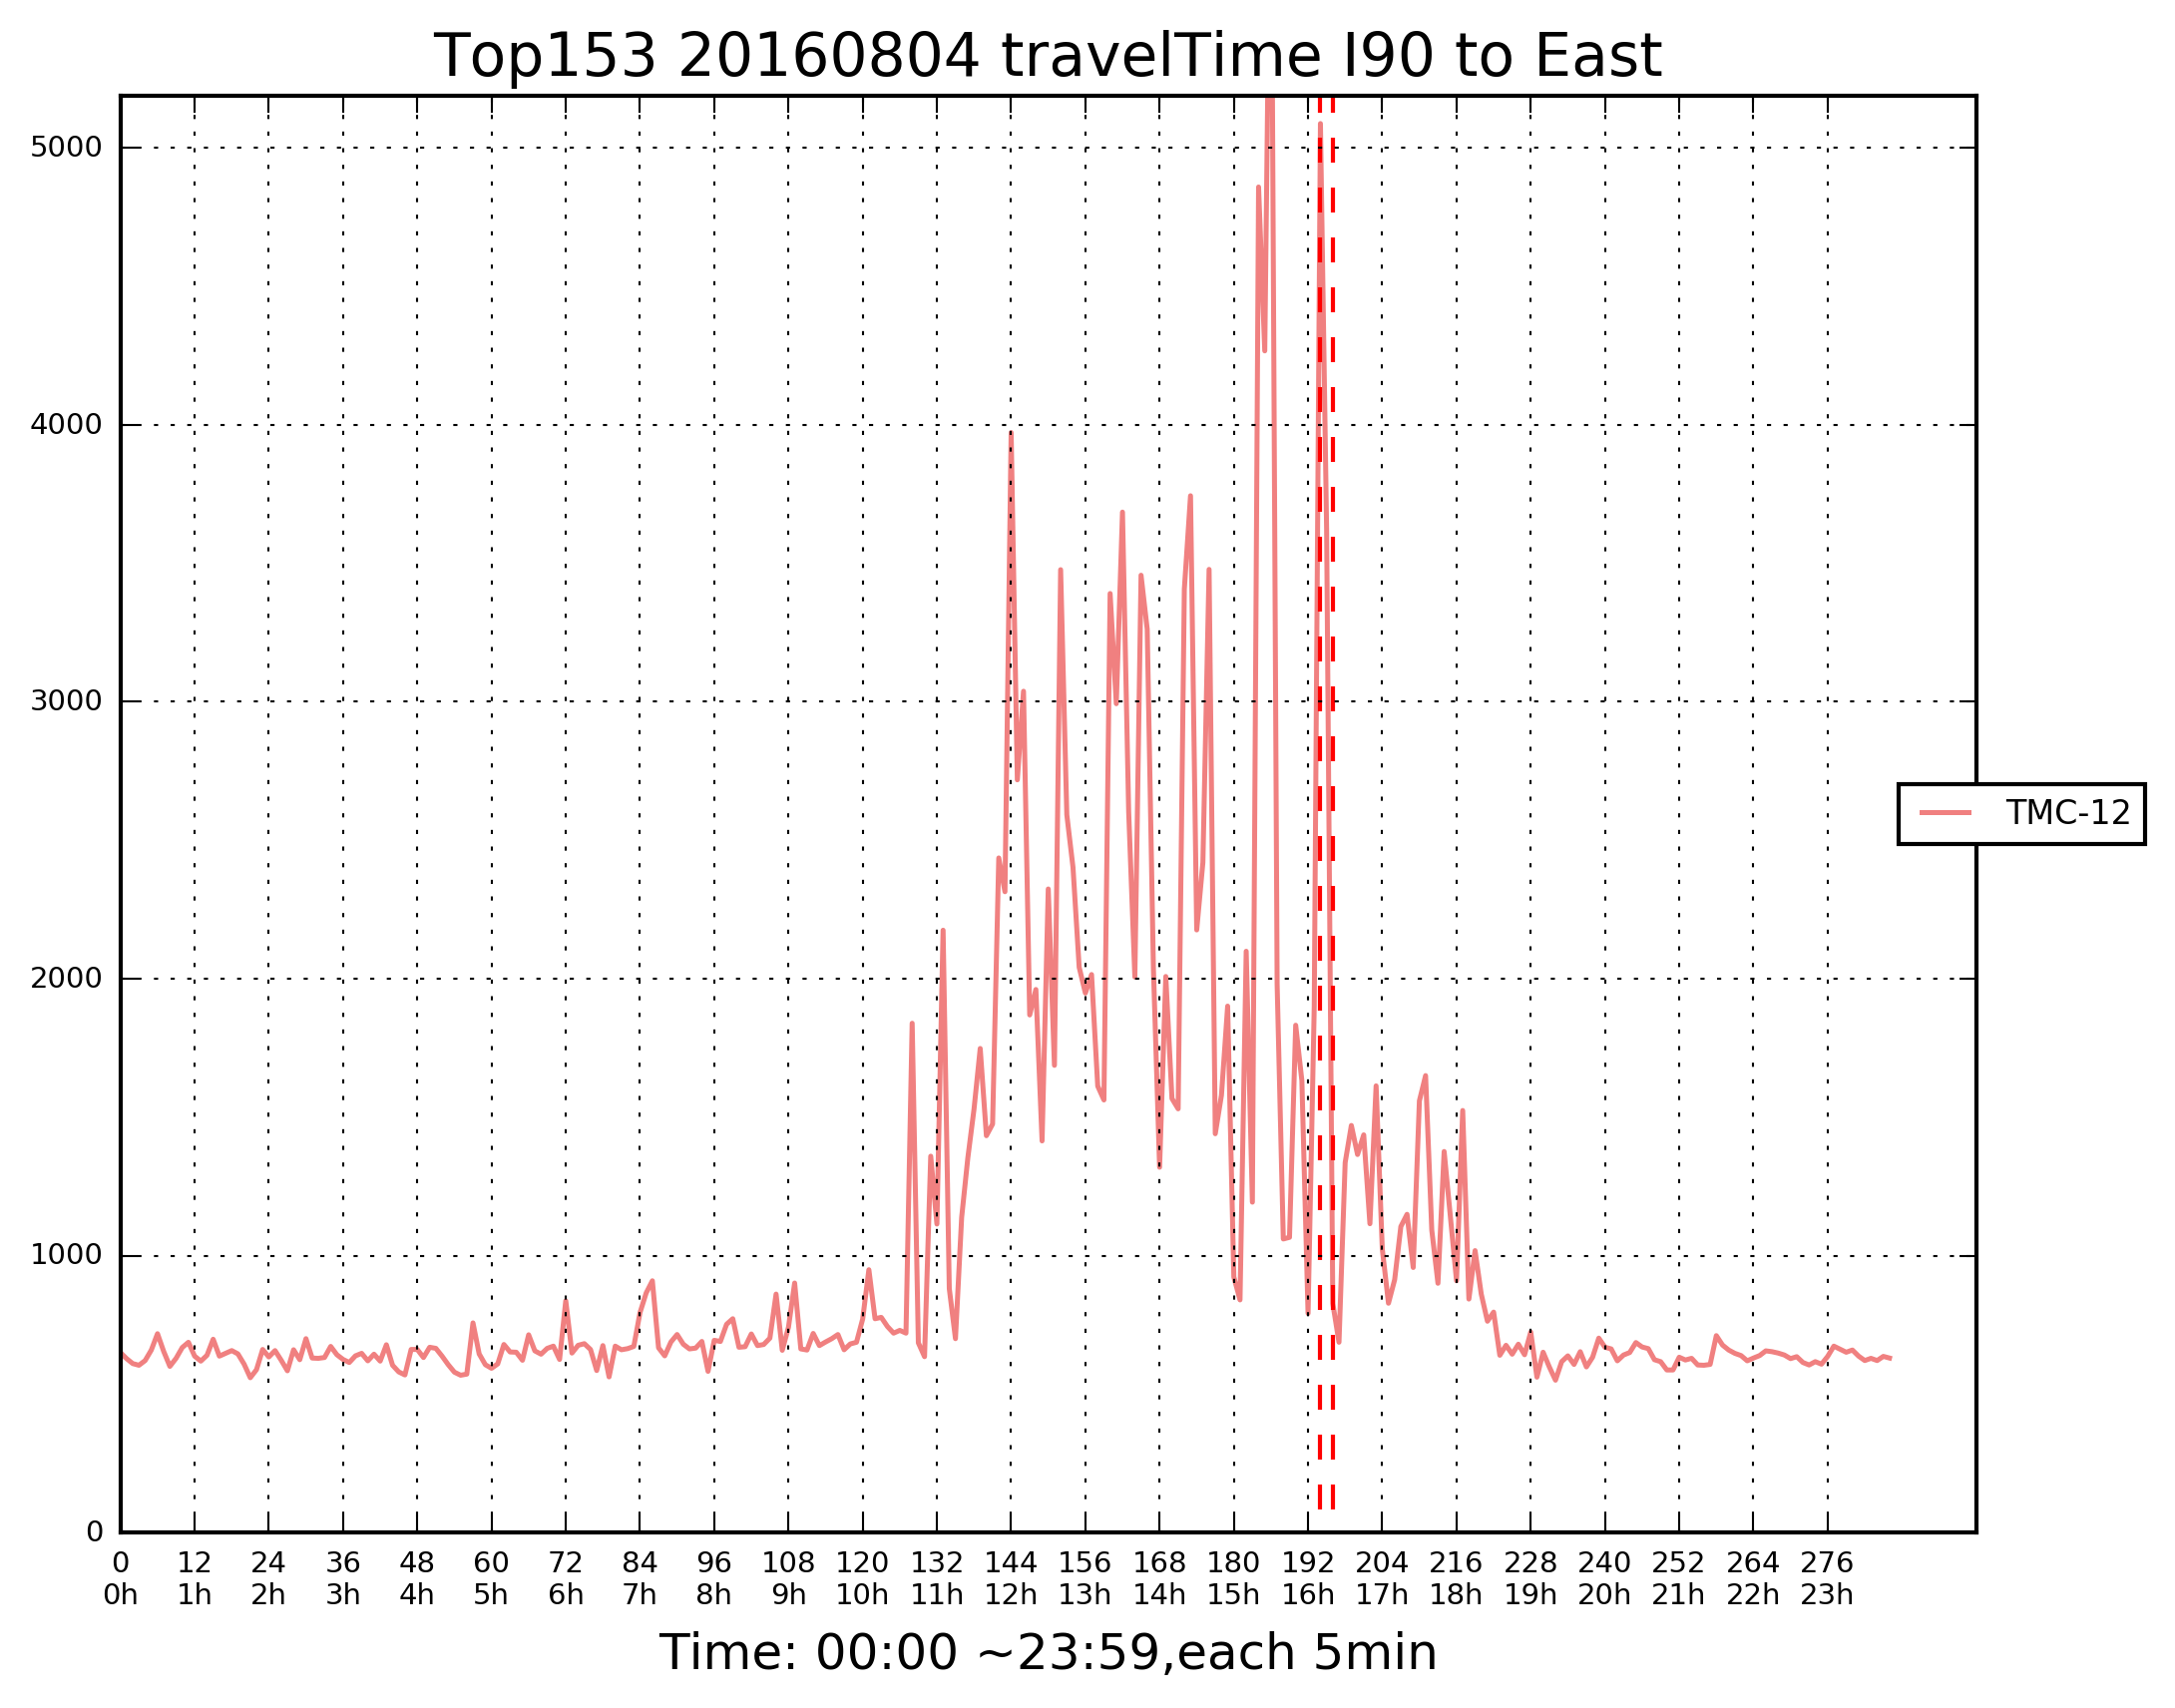 Top153 20160804 travelTime I90 to East
5000
4000
3000
2000
1000
0
TMC-12
0 12 24 36 48 60 72 84 96 108 120 132 144 156 168 180 192 204 216 228 240 252 264 276
0h 1h 2h 3h 4h 5h 6h 7h 8h 9h 10h 11h 12h 13h 14h 15h 16h 17h 18h 19h 20h 21h 22h 23h
Time: 00:00 ~23:59,each 5min